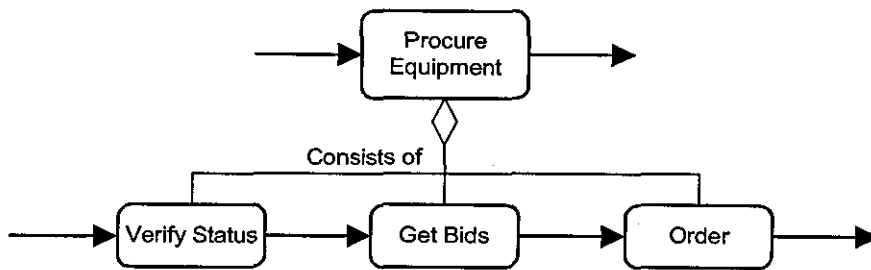 Procure
Equipment
Consists of
Verify Status
Get Bids
Order